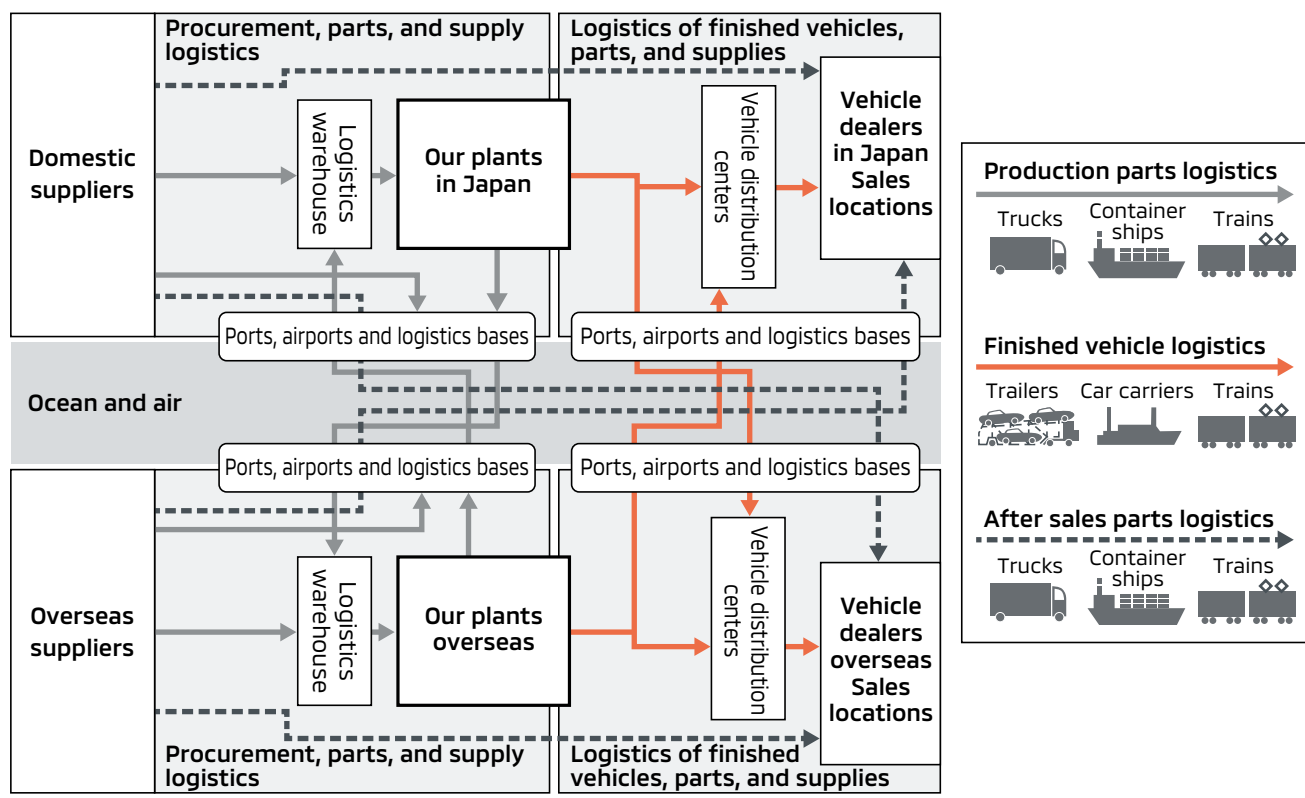 Procurement, parts, and supply
logistics
Logistics of finished vehicles,
parts, and supplies
Domestic
suppliers
Logistics
warehouse
Our plants
in Japan
Vehicle distribution
centers
Vehicle
dealers
in Japan
Sales
locations
Ports, airports and logistics bases
Ports, airports and logistics bases
Ocean and air
Ports, airports and logistics bases
Ports, airports and logistics bases
Overseas
suppliers
Logistics
warehouse
Our plants
overseas
Vehicle distribution
centers
Vehicle
dealers
overseas
Sales
locations
Procurement, parts, and supply
logistics
Logistics of finished
vehicles, parts, and supplies
Production parts logistics
Trucks
Container
ships
Trains
Finished vehicle logistics
Trailers
Car carriers
Trains
After sales parts logistics
Trucks
Container
ships
Trains